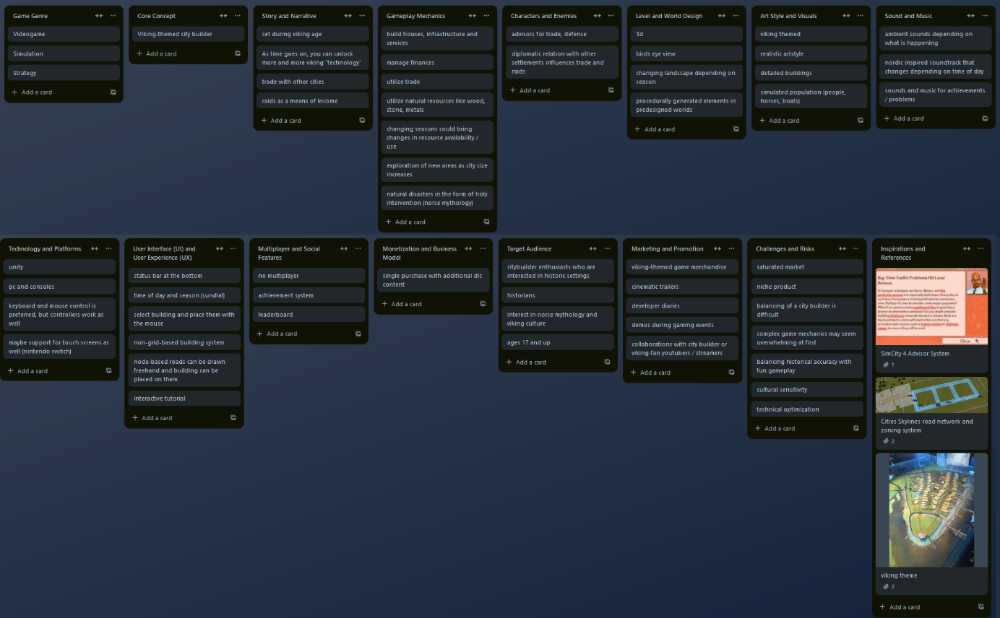 Game Genre
Videogame
Simulation
Strategy
Add a card
Core Concept
Viking-themed city builder
Add a card
Story and Narrative
set during viking age
As time goes on, you can unlock
more and more viking "technology"
trade with other cities
raids as a means of income
Add a card
Gameplay Mechanics
build houses, infrastructure and
services
manage finances
utilize trade
utilize natural resources like wood,
stone, metals
changing seasons could bring
changes in resource availability /
use
exploration of new areas as city size
increases
natural disasters in the form of holy
intervention (norse mythology)
Add a card
Characters and Enemies
advisors for trade, defense
diplomatic relation with other
settlements influences trade and
raids
Add a card
Level and World Design
3d
birds eye view
changing landscape depending on
season
procedurally generated elements in
predesigned worlds
Add a card
Art Style and Visuals
viking themed
realistic artstyle
detailed buildings
simulated population (people,
horses, boats)
Add a card
Sound and Music
ambient sounds depending on
what is happening
nordic inspired soundtrack that
changes depending on time of day
sounds and music for achievements
/ problems
Add a card
Technology and Platforms
unity
pc and consoles
keyboard and mouse control is
preferred, but controllers work as
well
maybe support for touch screens as
well (nintendo switch)
Add a card
User Interface (UI) and
User Experience (UX)
status bar at the bottom
time of day and season (sundial)
select building and place them with
the mouse
non-grid-based building system
node-based roads can be drawn
freehand and building can be
placed on them
interactive tutorial
Add a card
Multiplayer and Social
Features
no multiplayer
achievement system
leaderboard
Add a card
Monetization and Business
Model
single purchase with additional dlc
content
Add a card
Target Audience
citybuilder enthusiasts who are
interested in historic settings
historians
interest in norse mythology and
viking culture
ages 17 and up
Add a card
Marketing and Promotion
viking-themed game merchandise
cinematic trailers
developer diaries
demos during gaming events
collaborations with city builder or
viking-fan youtubers / streamers
Add a card
Challenges and Risks
saturated market
niche product
balancing of a city builder is
difficult
complex game mechanics may seem
overwhelming at first
balancing historical accuracy with
fun gameplay
cultural sensitivity
technical optimization
Add a card
Inspirations and
References
Big-Time Traffic Problems Hit Local
Avenue
Close
SimCity 4 Advisor System
1
Cities Skylines road network and
zoning system
2
viking theme
2
Add a card